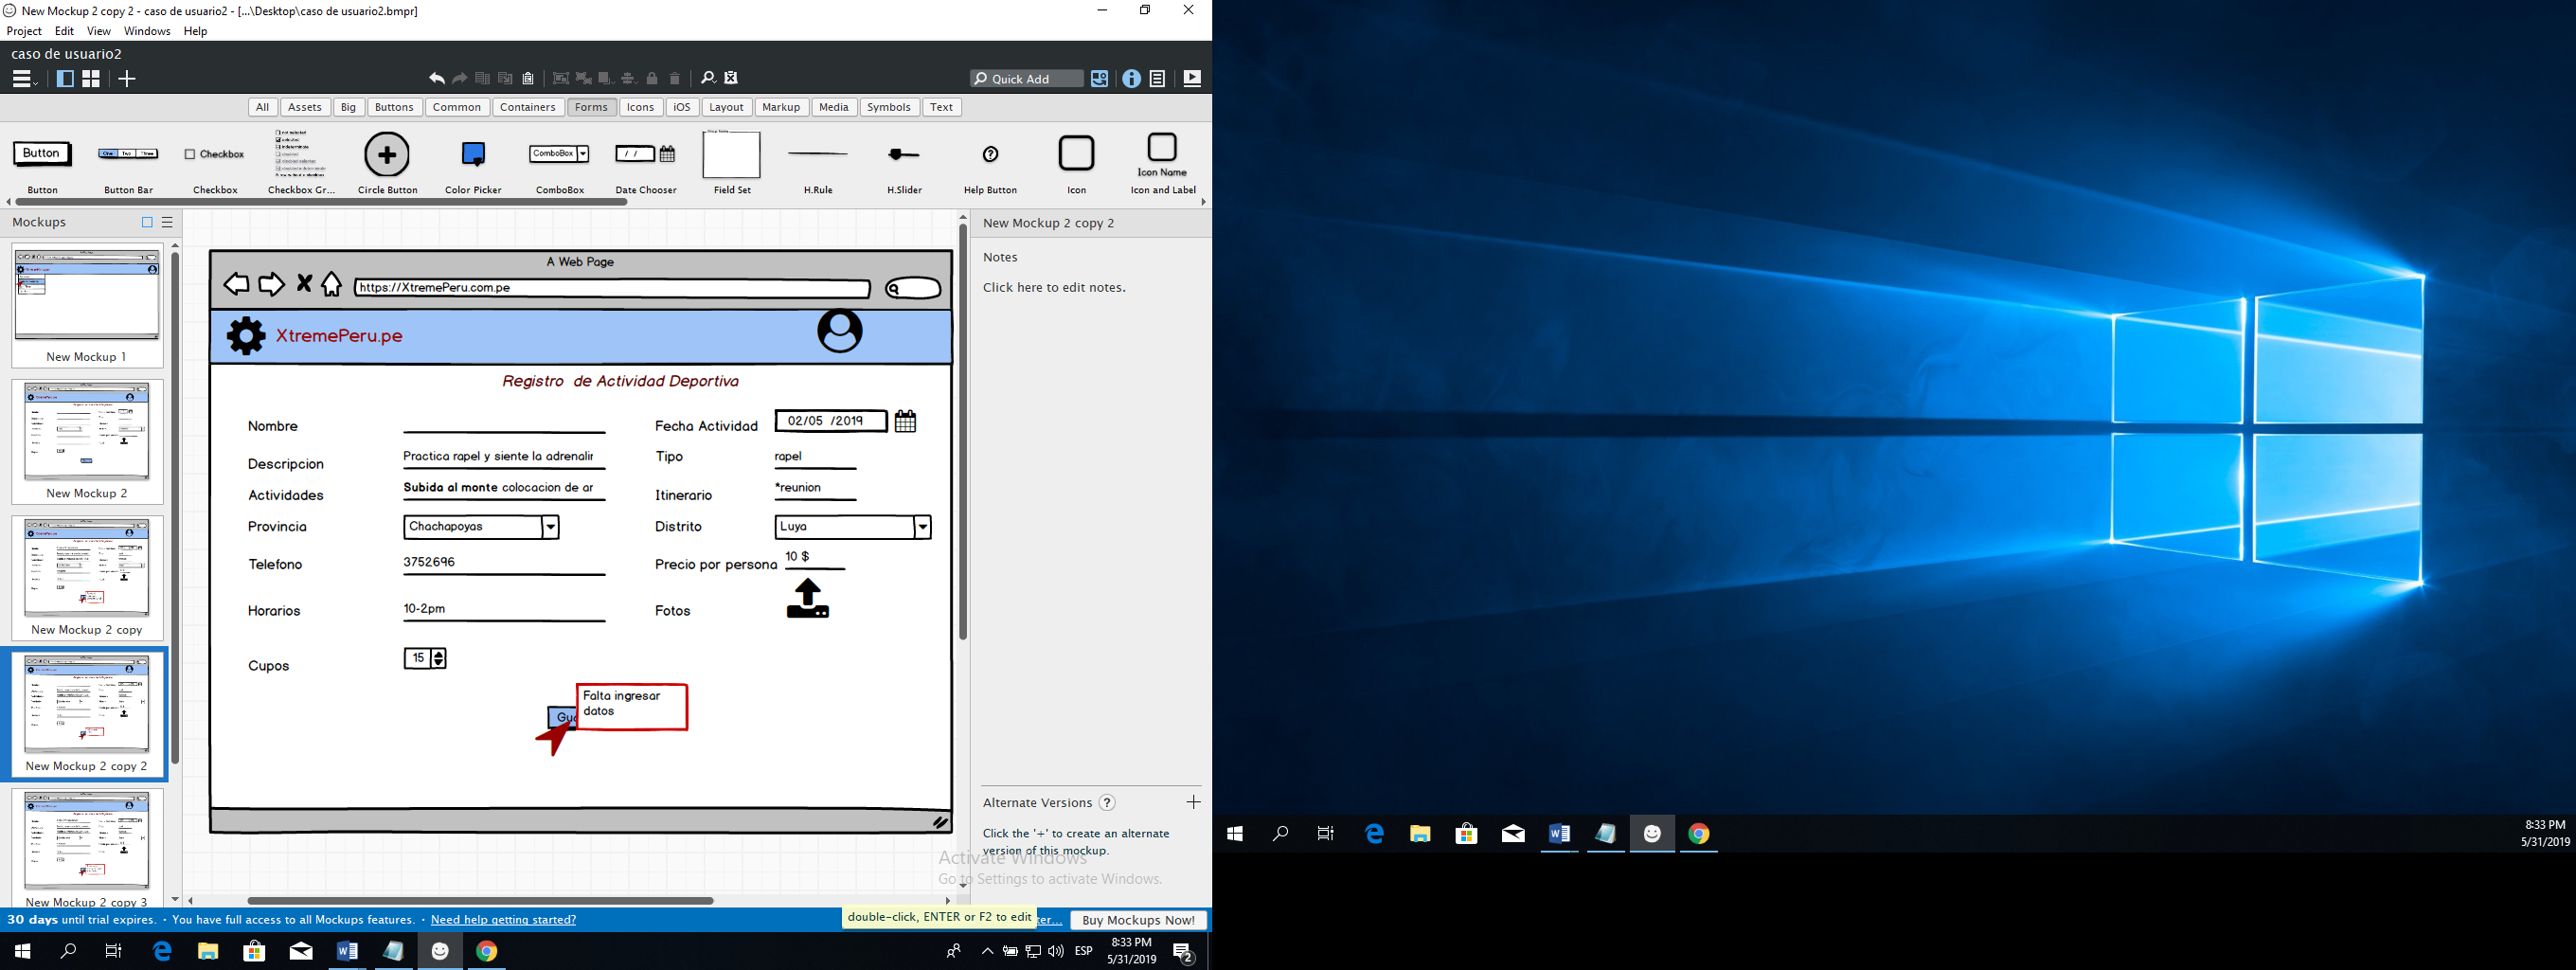 New Mockup 2 copy 2 - caso de usuario2 - [...\Desktop\caso de usuario2.bmpr]
Project Edit View Windows Help
caso de usuario2
Quick Add
All Assets Big Buttons Common Containers Forms Icons iOS Layout Markup Media Symbols Text
Button One Two Three Checkbox ComboBox / / Icon Name
Button Button Bar Checkbox Checkbox Gr... Circle Button Color Picker ComboBox Date Chooser Field Set H.Rule H.Slider Help Button Icon Icon and Label
Mockups
New Mockup 1
New Mockup 2
New Mockup 2 copy
New Mockup 2 copy 2
New Mockup 2 copy 3
A Web Page
https://XtremePeru.com.pe
XtremePeru.pe
Registro de Actividad Deportiva
Nombre
Fecha Actividad 02/05 /2019
Descripcion Practica rapel y siente la adrenalir
Tipo rapel
Actividades Subida al monte colocacion de ar
Itinerario *reunion
Provincia Chachapoyas
Distrito Luya
Telefono 3752696
Precio por persona 10 $
Horarios 10-2pm
Fotos
Cupos 15
Gua
Falta ingresar
datos
New Mockup 2 copy 2
Notes
Click here to edit notes.
Alternate Versions ?
Click the '+' to create an alternate
version of this mockup.
Activate Windows
Go to Settings to activate Windows.
30 days until trial expires. · You have full access to all Mockups features. · Need help getting started?
double-click, ENTER or F2 to edit
ter...
Buy Mockups Now!
ESP
8:33 PM
5/31/2019
2
8:33 PM
5/31/2019